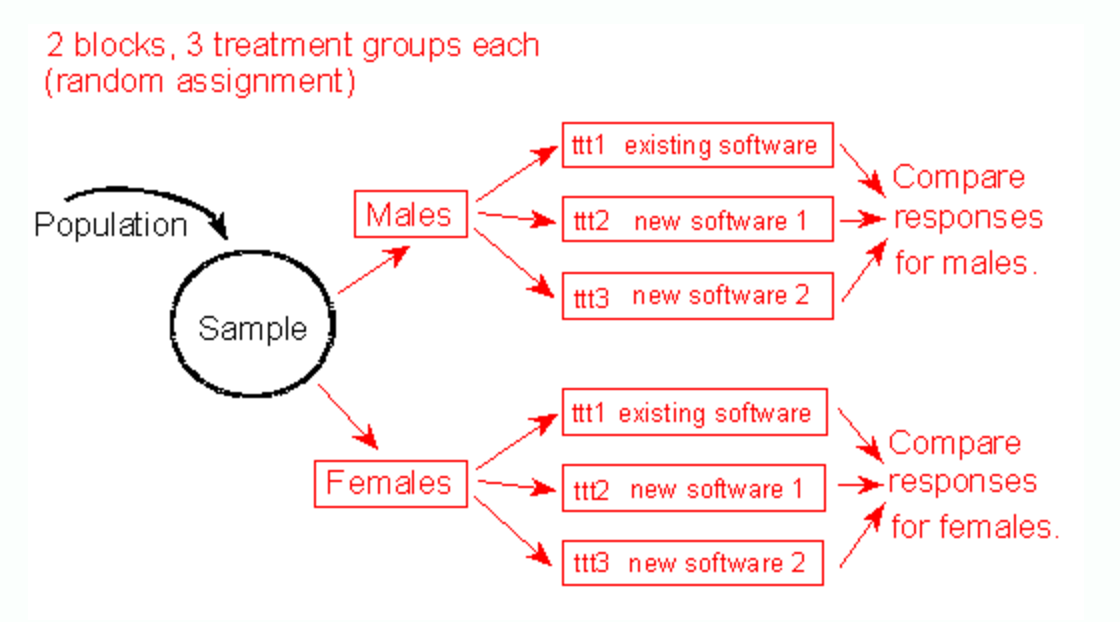 2 blocks, 3 treatment groups each
(random assignment)
Population
Sample
Males
ttt1 existing software
ttt2 new software 1
ttt3 new software 2
Compare
responses
for males.
Females
ttt1 existing software
ttt2 new software 1
ttt3 new software 2
Compare
responses
for females.